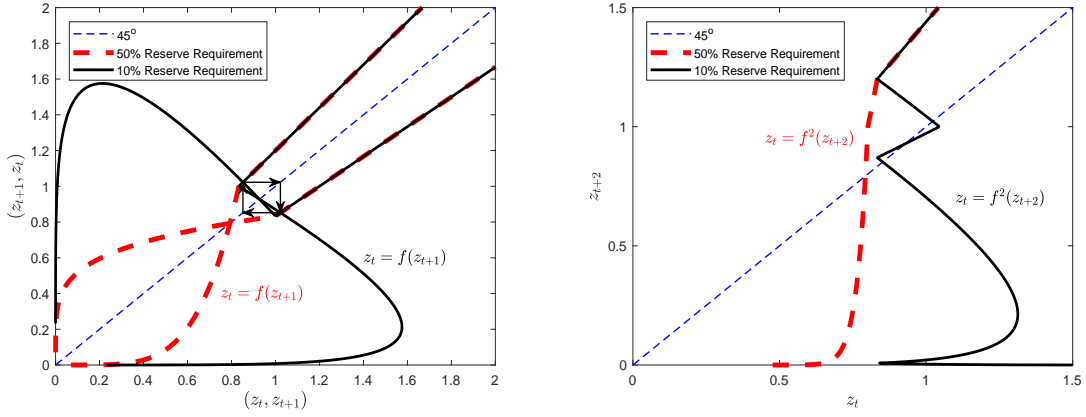 2
1.8
1.6
1.4
1.2
1
0.8
0.6
0.4
0.2
0
(z_{t+1}, z_t)
45°
50% Reserve Requirement
10% Reserve Requirement
z_t = f(z_{t+1})
z_t = f(z_{t+1})
0 0.2 0.4 0.6 0.8 1 1.2 1.4 1.6 1.8 2
(z_t, z_{t+1})
1.5
1
0.5
0
z_{t+2}
45°
50% Reserve Requirement
10% Reserve Requirement
z_t = f²(z_{t+2})
z_t = f²(z_{t+2})
0 0.5 1 1.5
z_t